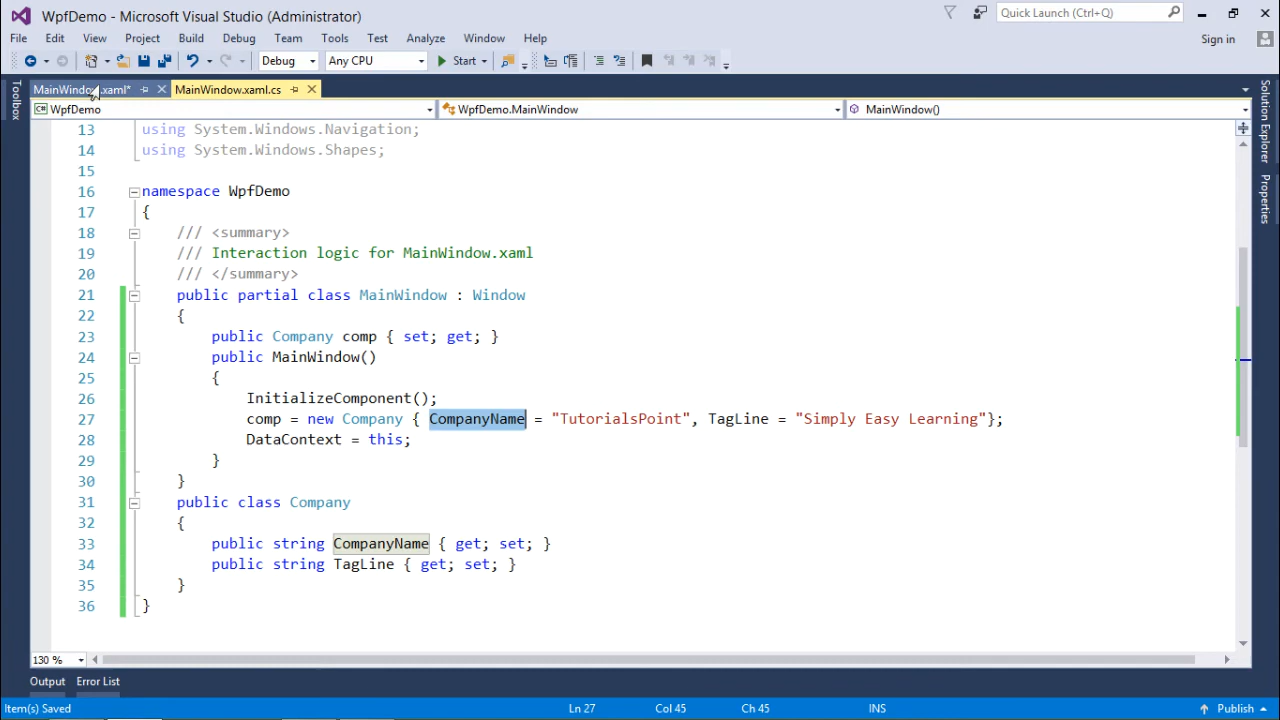 WpfDemo - Microsoft Visual Studio (Administrator)
Quick Launch (Ctrl+Q)
File Edit View Project Build Debug Team Tools Test Analyze Window Help
Sign in
Debug Any CPU Start
MainWindow.xaml* MainWindow.xaml.cs
C# WpfDemo WpfDemo.MainWindow MainWindow()
Toolbox
Solution Explorer
Properties
13 using System.Windows.Navigation;
14 using System.Windows.Shapes;
15
16 namespace WpfDemo
17 {
18 /// <summary>
19 /// Interaction logic for MainWindow.xaml
20 /// </summary>
21 public partial class MainWindow : Window
22 {
23 public Company comp { set; get; }
24 public MainWindow()
25 {
26 InitializeComponent();
27 comp = new Company { CompanyName = "TutorialsPoint", TagLine = "Simply Easy Learning"};
28 DataContext = this;
29 }
30 }
31 public class Company
32 {
33 public string CompanyName { get; set; }
34 public string TagLine { get; set; }
35 }
36 }
130 %
Output Error List
Item(s) Saved Ln 27 Col 45 Ch 45 INS Publish